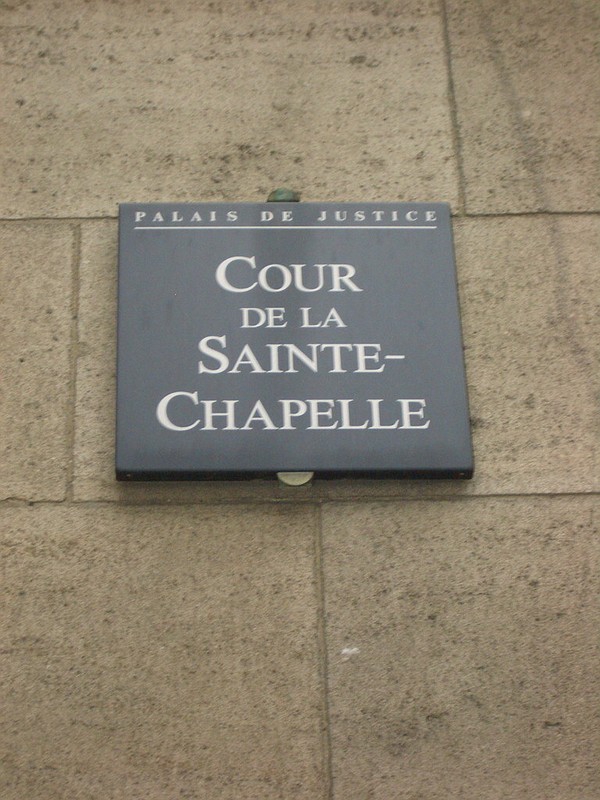 PALAIS DE JUSTICE
COUR
DE LA
SAINTE-
CHAPELLE